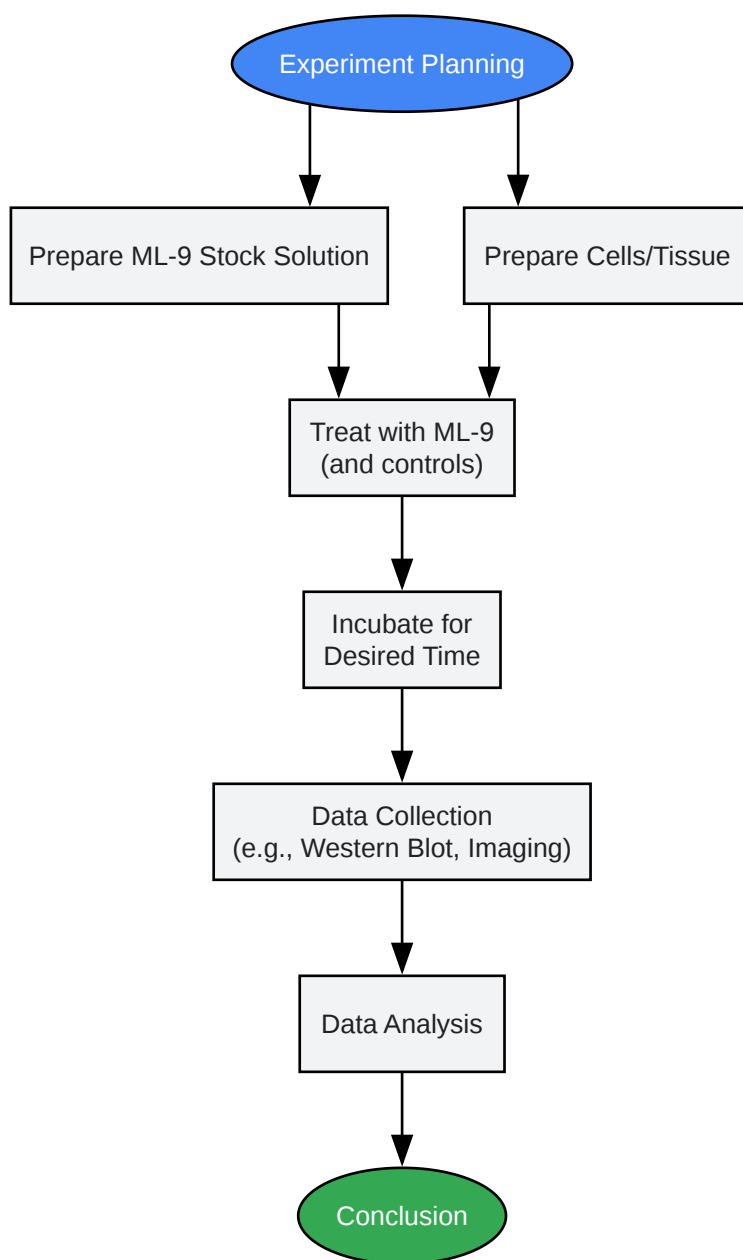 Experiment Planning
Prepare ML-9 Stock Solution
Prepare Cells/Tissue
Treat with ML-9
(and controls)
Incubate for
Desired Time
Data Collection
(e.g., Western Blot, Imaging)
Data Analysis
Conclusion